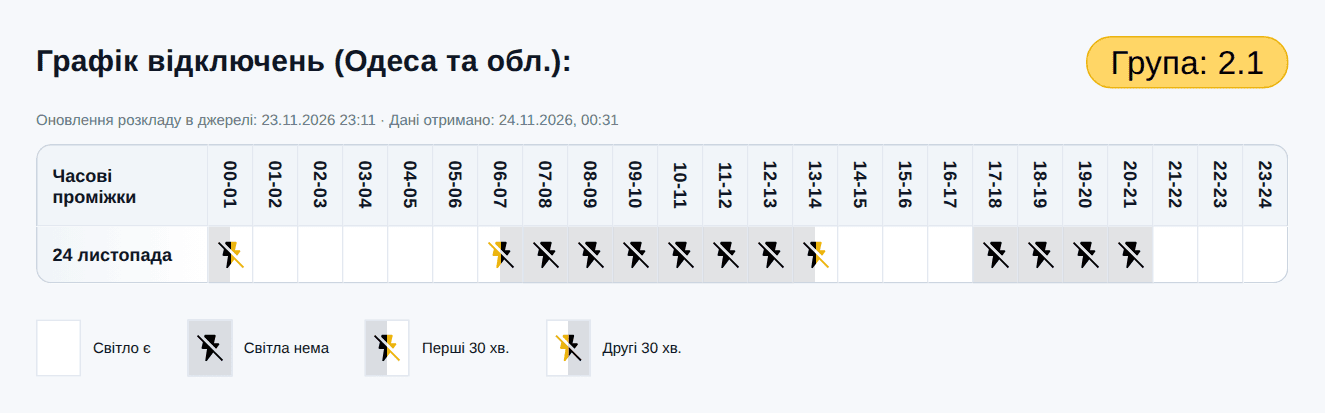 Графік відключень (Одеса та обл.):
Група: 2.1
Оновлення розкладу в джерелі: 23.11.2026 23:11 · Дані отримано: 24.11.2026, 00:31
Часові
проміжки
00-01
01-02
02-03
03-04
04-05
05-06
06-07
07-08
08-09
09-10
10-11
11-12
12-13
13-14
14-15
15-16
16-17
17-18
18-19
19-20
20-21
21-22
22-23
23-24
24 листопада
Світло є
Світла нема
Перші 30 хв.
Другі 30 хв.